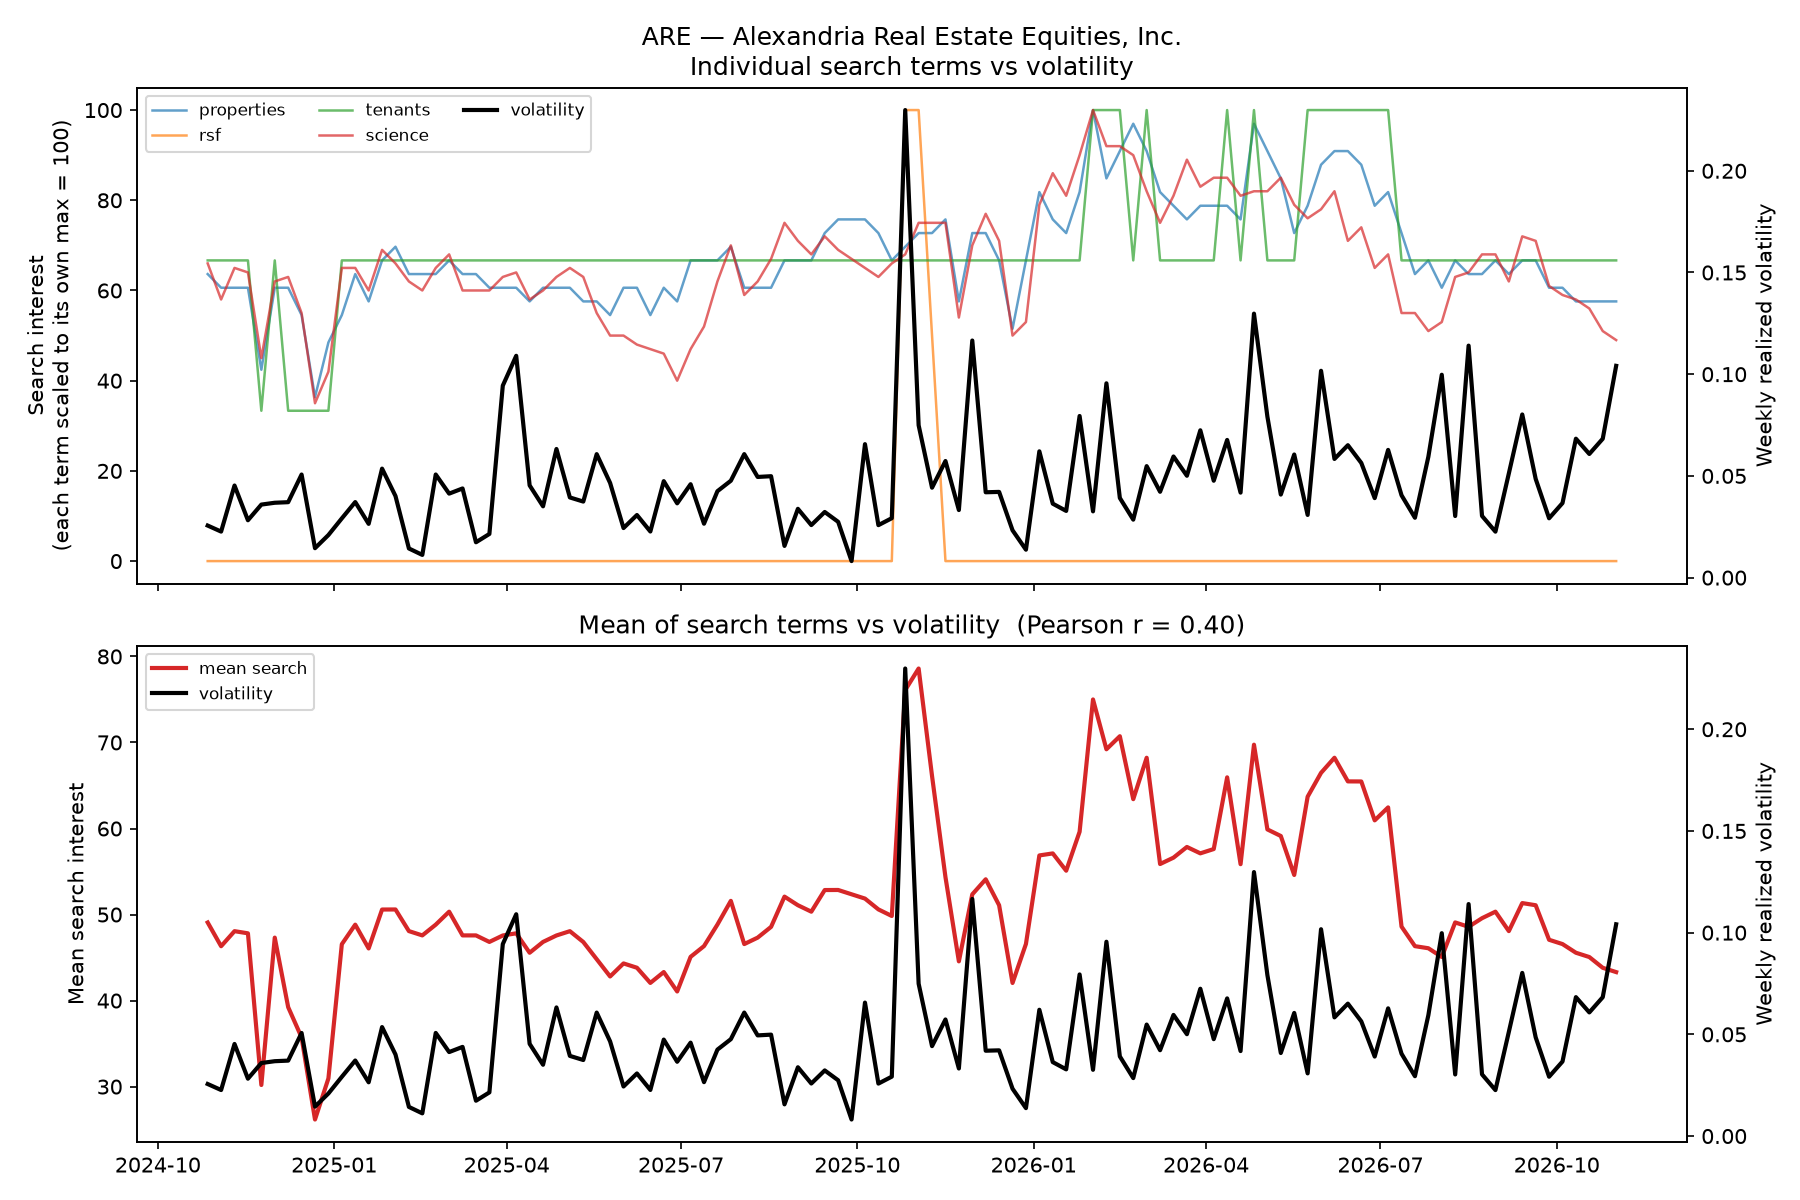 ARE — Alexandria Real Estate Equities, Inc.
Individual search terms vs volatility
properties
rsf
tenants
science
volatility
Search interest
(each term scaled to its own max = 100)
100
80
60
40
20
0
Weekly realized volatility
0.20
0.15
0.10
0.05
0.00
Mean of search terms vs volatility (Pearson r = 0.40)
mean search
volatility
Mean search interest
80
70
60
50
40
30
Weekly realized volatility
0.20
0.15
0.10
0.05
0.00
2024-10
2025-01
2025-04
2025-07
2025-10
2026-01
2026-04
2026-07
2026-10